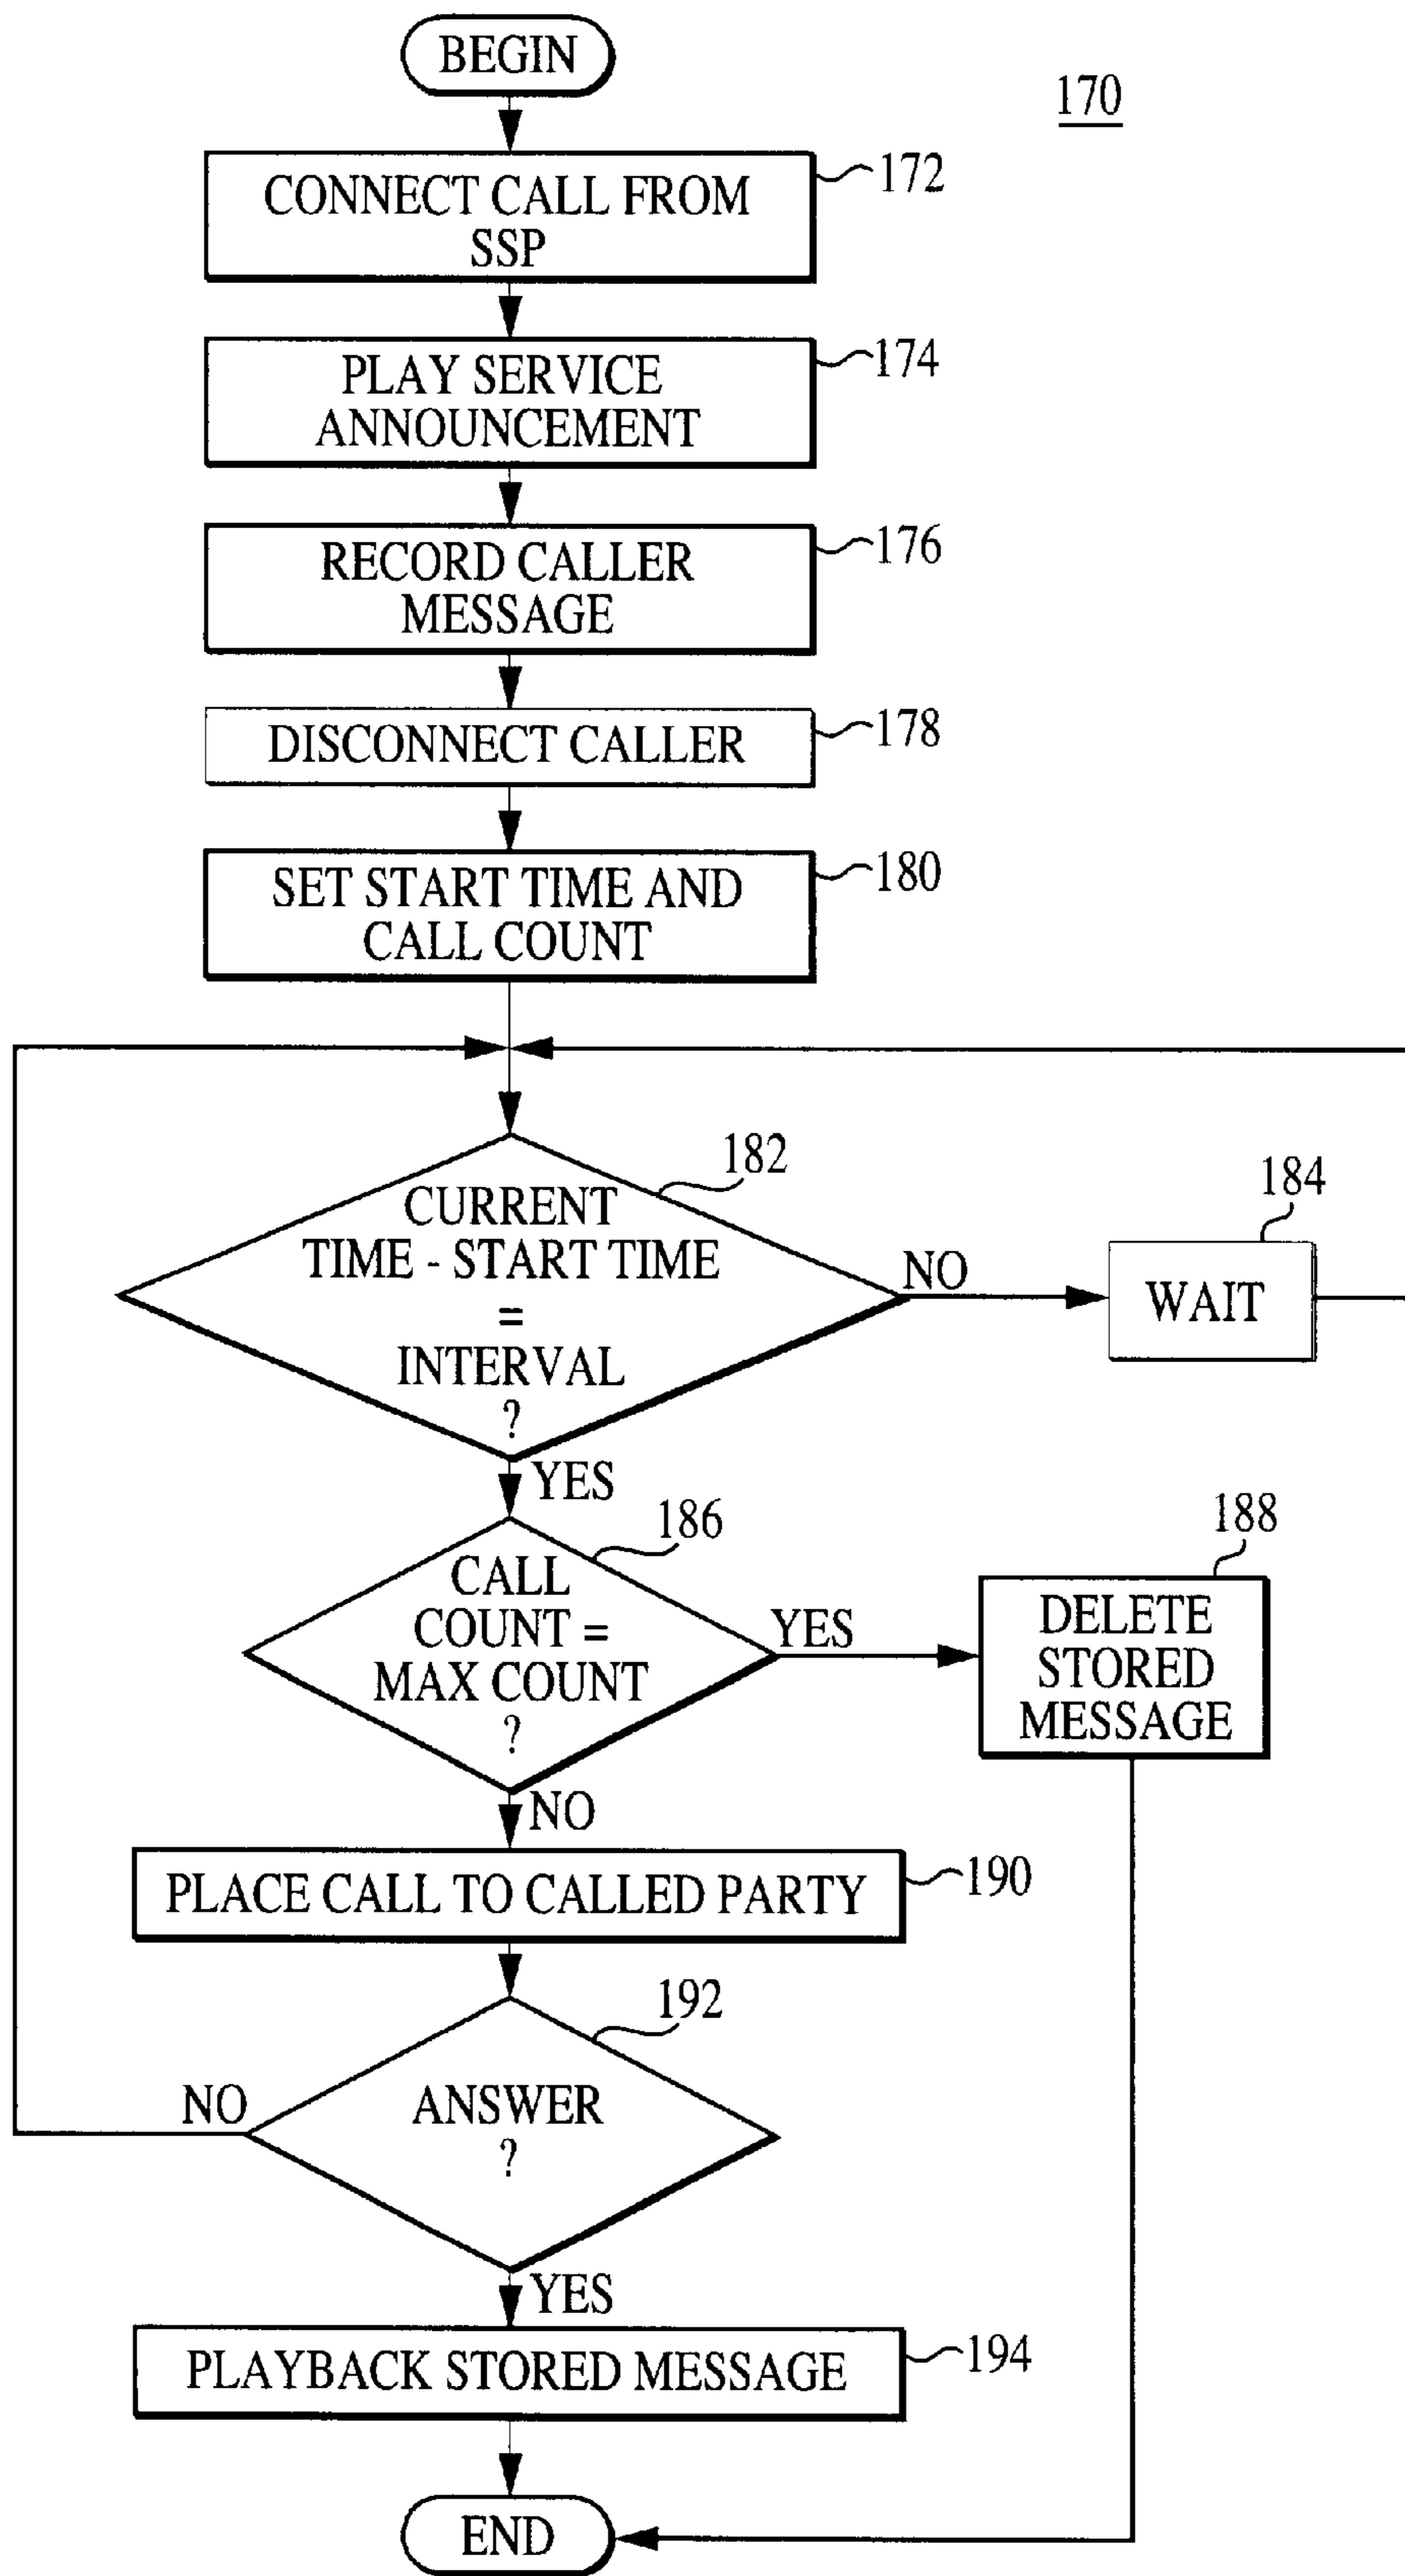 BEGIN
170
CONNECT CALL FROM
SSP
172
PLAY SERVICE
ANNOUNCEMENT
174
RECORD CALLER
MESSAGE
176
DISCONNECT CALLER
178
SET START TIME AND
CALL COUNT
180
CURRENT
TIME - START TIME
=
INTERVAL
?
182
NO
WAIT
184
YES
CALL
COUNT =
MAX COUNT
?
186
YES
DELETE
STORED
MESSAGE
188
NO
PLACE CALL TO CALLED PARTY
190
ANSWER
?
192
NO
YES
PLAYBACK STORED MESSAGE
194
END